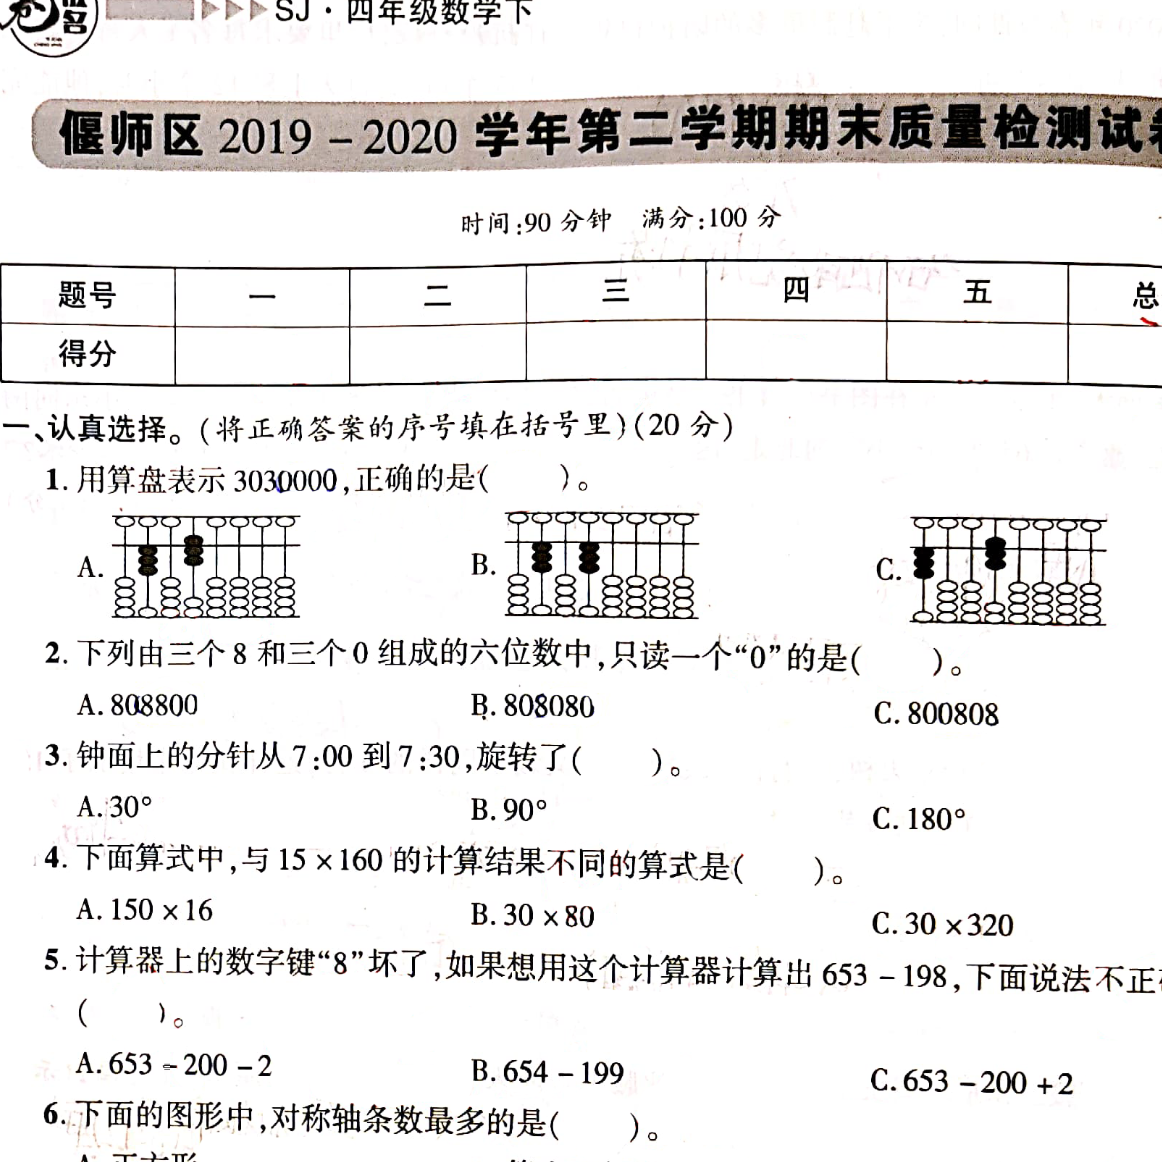 SJ·四年级数学下
偃师区 2019－2020 学年第二学期期末质量检测试卷
时间:90 分钟　满分:100 分
题号 一 二 三 四 五 总
得分
一、认真选择。(将正确答案的序号填在括号里)(20 分)
1. 用算盘表示 3030000,正确的是(　　)。
A. B. C.
2. 下列由三个 8 和三个 0 组成的六位数中,只读一个“0”的是(　　)。
A. 808800 B. 808080 C. 800808
3. 钟面上的分针从 7:00 到 7:30,旋转了(　　)。
A. 30° B. 90° C. 180°
4. 下面算式中,与 15×160 的计算结果不同的算式是(　　)。
A. 150×16 B. 30×80 C. 30×320
5. 计算器上的数字键“8”坏了,如果想用这个计算器计算出 653－198,下面说法不正
(　　)。
A. 653－200－2 B. 654－199 C. 653－200+2
6. 下面的图形中,对称轴条数最多的是(　　)。
A. 正方形